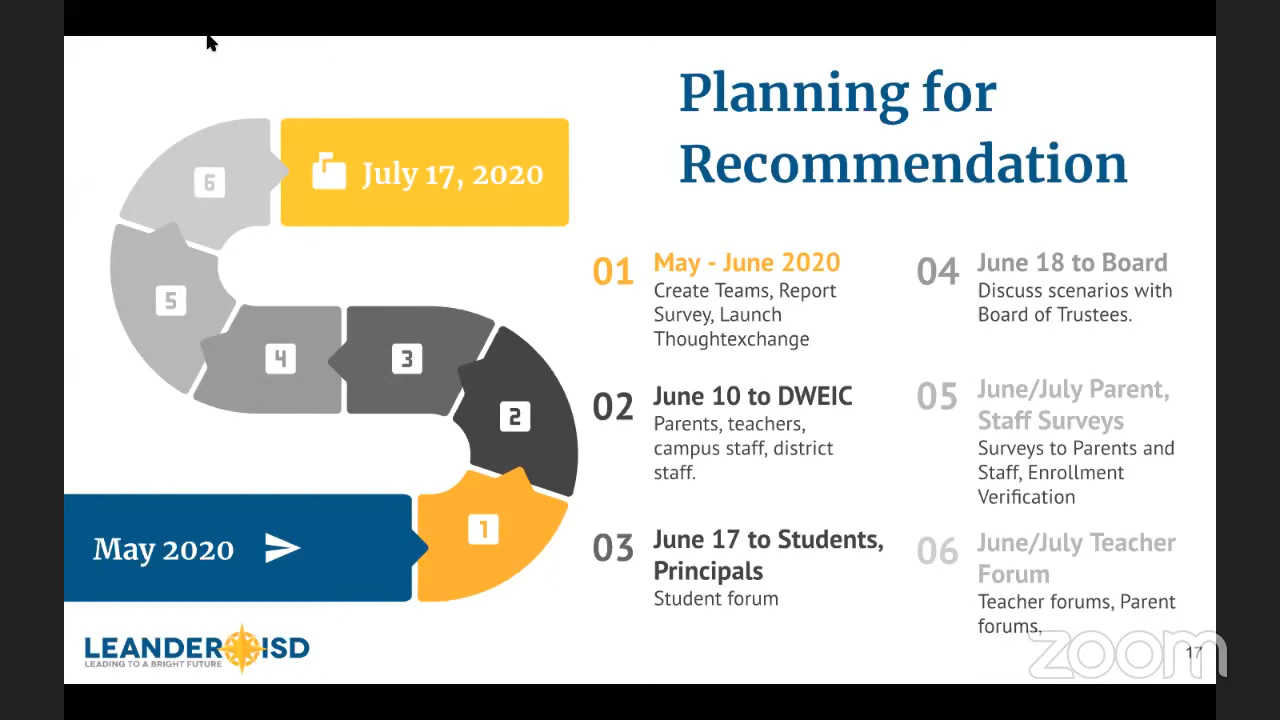 Planning for
Recommendation
July 17, 2020
6
5
4
3
2
1
May 2020
01
May - June 2020
Create Teams, Report
Survey, Launch
Thoughtexchange
02
June 10 to DWEIC
Parents, teachers,
campus staff, district
staff.
03
June 17 to Students,
Principals
Student forum
04
June 18 to Board
Discuss scenarios with
Board of Trustees.
05
June/July Parent,
Staff Surveys
Surveys to Parents and
Staff, Enrollment
Verification
06
June/July Teacher
Forum
Teacher forums, Parent
forums.
LEANDER ISD
LEADING TO A BRIGHT FUTURE
zoom
17